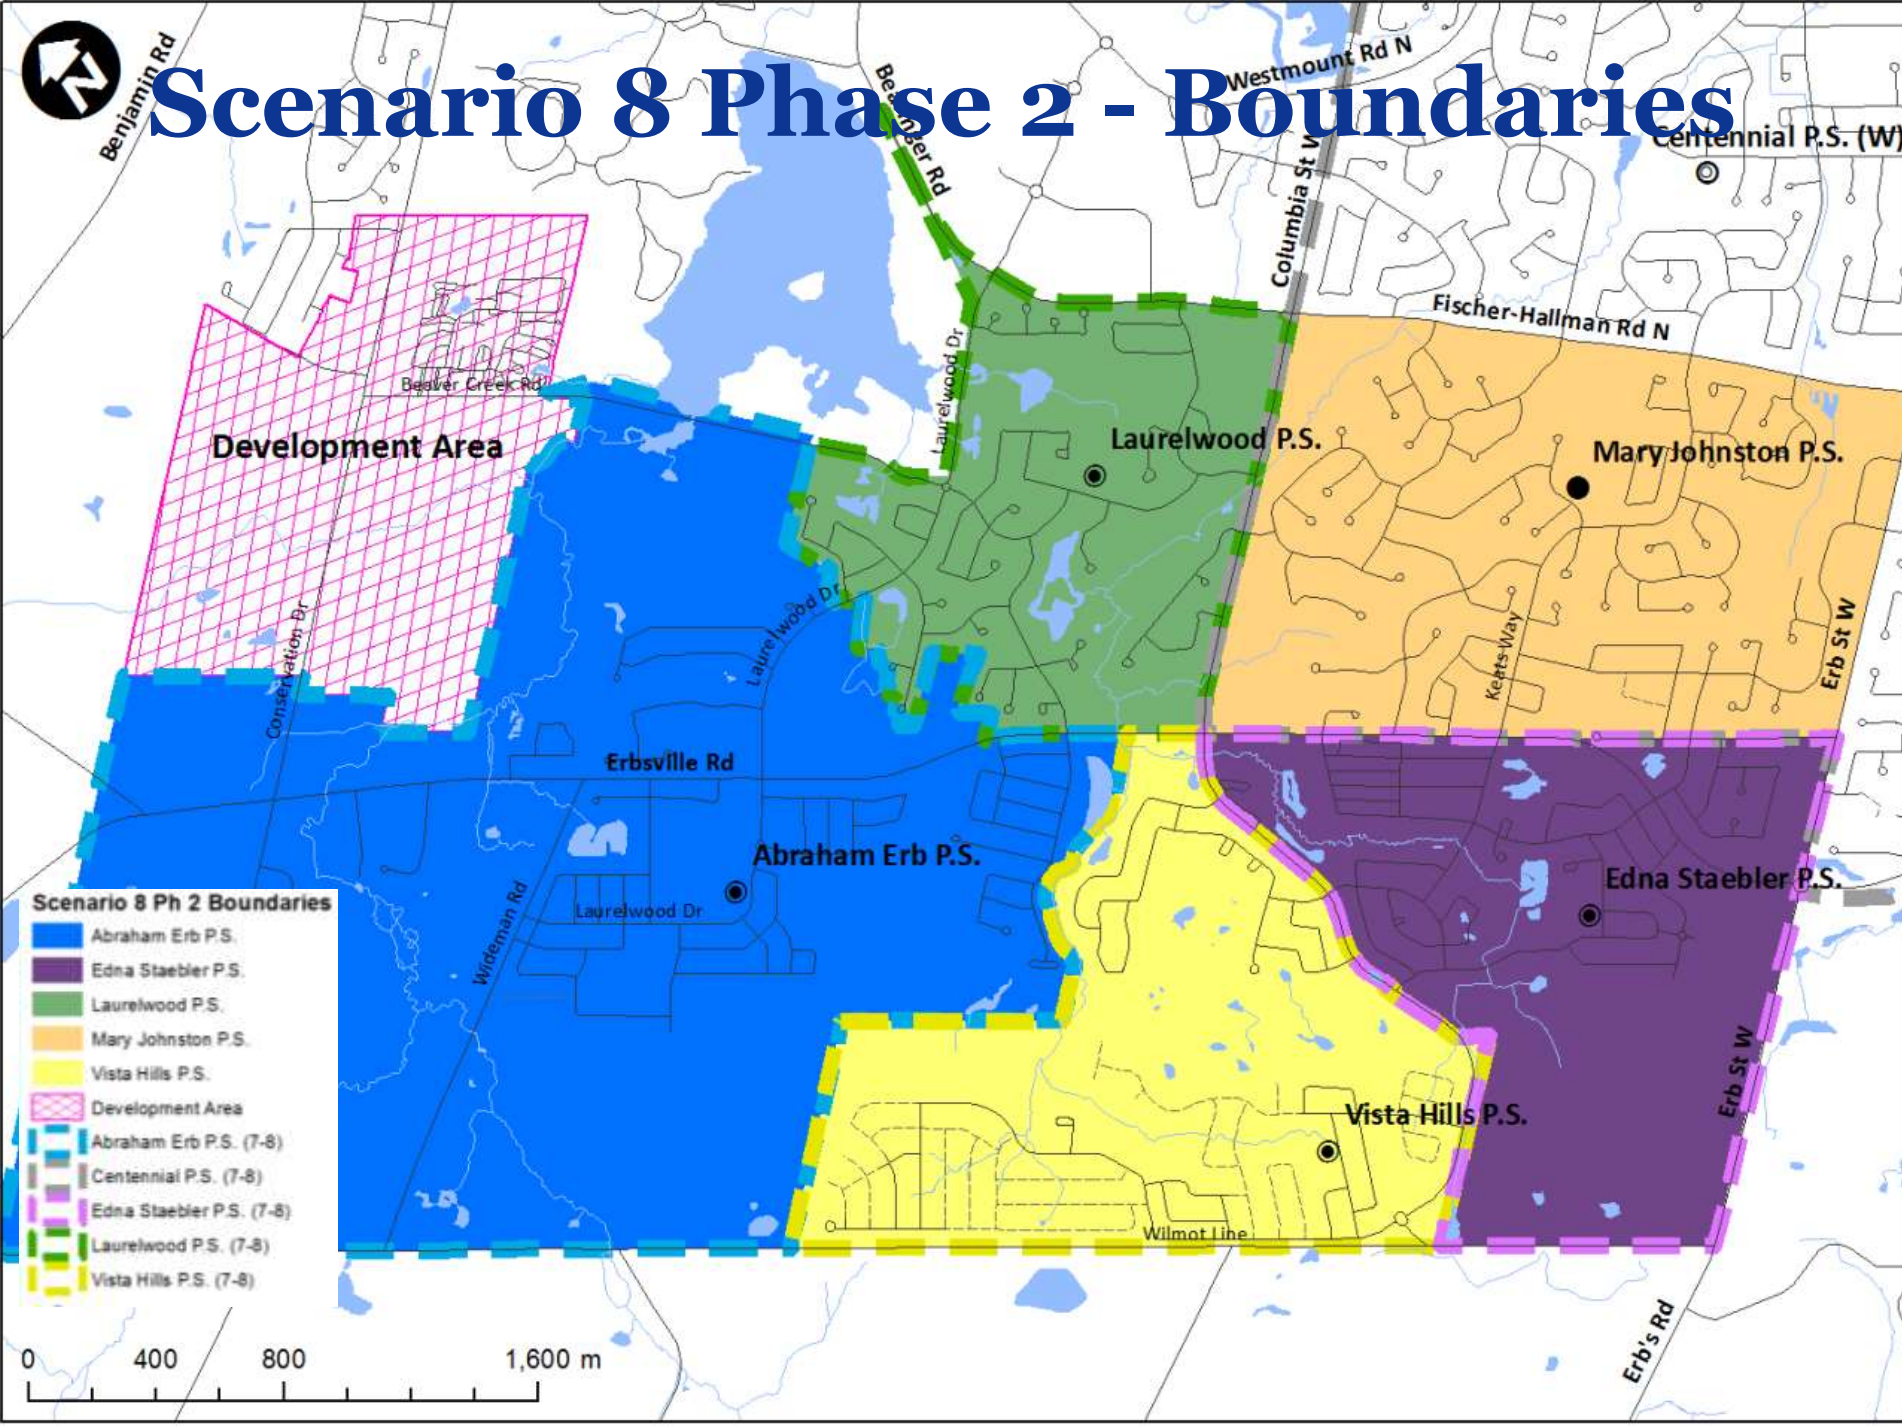 Scenario 8 Phase 2 - Boundaries
N
Benjamin Rd
Westmount Rd N
Columbia St W
Centennial P.S. (W)
Fischer-Hallman Rd N
Laurelwood Dr
Beaver Creek Rd
Development Area
Laurelwood P.S.
Mary Johnston P.S.
Conservation Dr
Laurelwood Dr
Keats Way
Erb St W
Erbsville Rd
Abraham Erb P.S.
Edna Staebler P.S.
Laurelwood Dr
Wideman Rd
Erb St W
Vista Hills P.S.
Wilmot Line
Erb's Rd
Scenario 8 Ph 2 Boundaries
Abraham Erb P.S.
Edna Staebler P.S.
Laurelwood P.S.
Mary Johnston P.S.
Vista Hills P.S.
Development Area
Abraham Erb P.S. (7-8)
Centennial P.S. (7-8)
Edna Staebler P.S. (7-8)
Laurelwood P.S. (7-8)
Vista Hills P.S. (7-8)
0 400 800 1,600 m